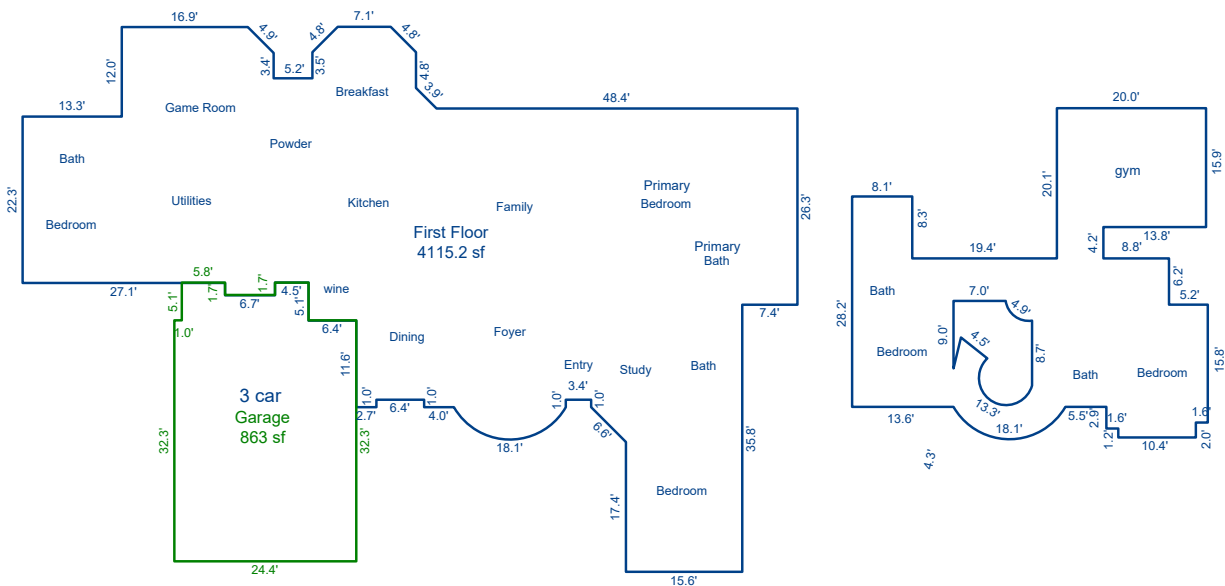 16.9'
4.9'
3.4'
5.2'
3.5'
4.8'
7.1'
4.8'
4.8'
3.9'
48.4'
12.0'
13.3'
22.3'
27.1'
26.3'
7.4'
35.8'
15.6'
17.4'
6.6'
Game Room
Breakfast
Bath
Powder
Utilities
Kitchen
Family
Primary
Bedroom
Bedroom
First Floor
4115.2 sf
Primary
Bath
wine
Dining
Foyer
Entry
Study
Bath
Bedroom
5.8'
1.7'
6.7'
1.7'
4.5'
5.1'
5.1'
1.0'
6.4'
11.6'
3 car
Garage
863 sf
32.3'
32.3'
24.4'
2.7'
1.0'
6.4'
1.0'
4.0'
18.1'
1.0'
3.4'
1.0'
20.0'
15.9'
gym
20.1'
13.8'
4.2'
8.8'
6.2'
5.2'
15.8'
8.1'
8.3'
19.4'
28.2'
Bath
Bedroom
7.0'
4.9'
9.0'
4.5'
8.7'
13.3'
Bath
Bedroom
13.6'
18.1'
5.5'
2.9'
1.6'
1.2'
10.4'
1.6'
2.0'
4.3'